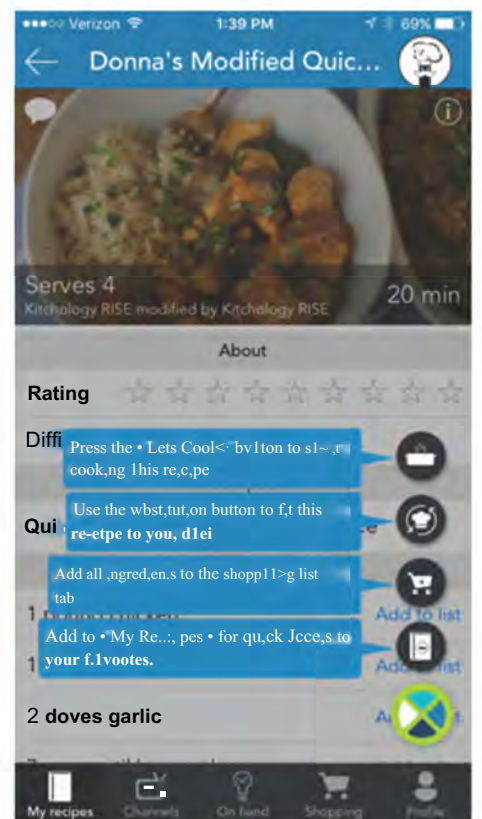 Verizon 1:39 PM 69%
Donna's Modified Quic...
Serves 4
20 min
Kitchology RISE modified by Kitchology RISE
About
Rating
Diffi
Press the • Lets Cool<· bv1ton to s1~ ,r
cook,ng 1his re,c,pe
Use the wbst,tut,on button to f,t this
re-etpe to you, d1ei
Qui
Add all ,ngred,en.s to the shopp11>g list
tab
1
Add to list
Add to • My Re..:, pes • for qu,ck Jcce,s to
your f.1vootes.
1
2 doves garlic
My recipes Channels On hand Shopping Profile